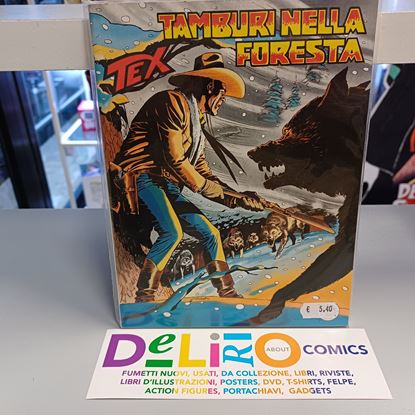 TAMBURI NELLA
FORESTA
TEX
€ 5.40
DeLiRiO ABOUT COMICS
FUMETTI NUOVI, USATI, DA COLLEZIONE, LIBRI, RIVISTE,
LIBRI D'ILLUSTRAZIONI, POSTERS, DVD, T-SHIRTS, FELPE,
ACTION FIGURES, PORTACHIAVI, GADGETS